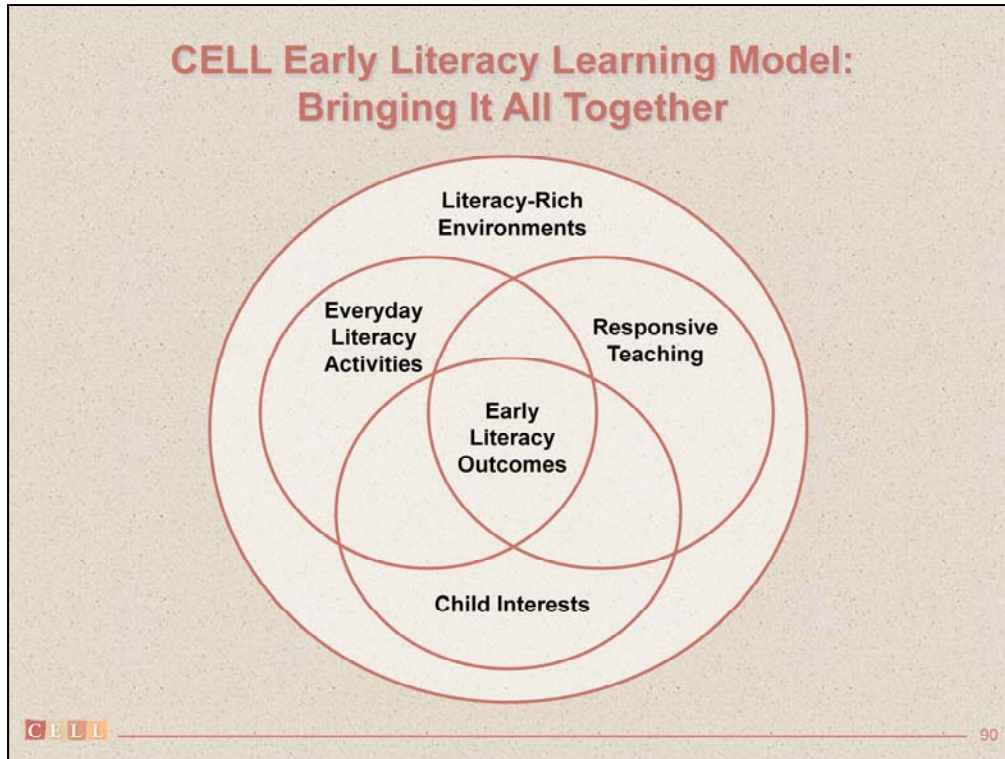 CELL Early Literacy Learning Model:
Bringing It All Together
Literacy-Rich
Environments
Everyday
Literacy
Activities
Responsive
Teaching
Early
Literacy
Outcomes
Child Interests
CELL
90